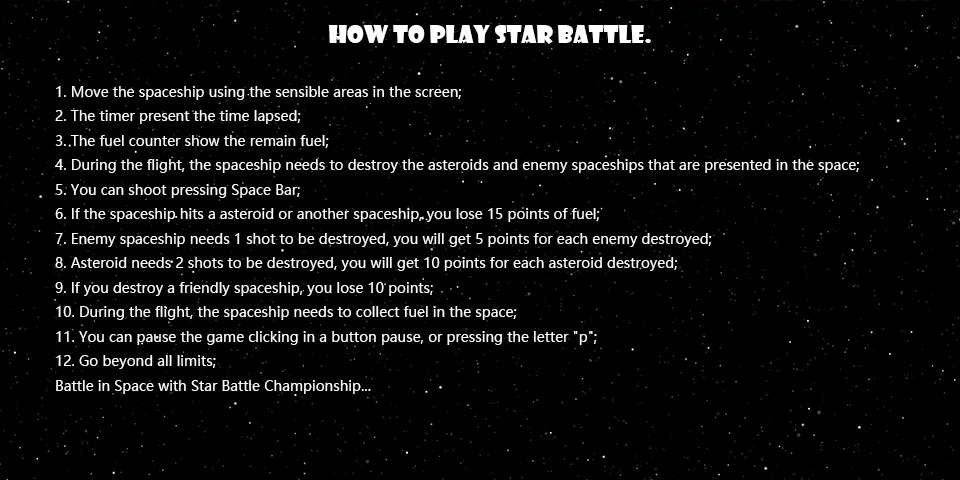 HOW TO PLAY STAR BATTLE.
1. Move the spaceship using the sensible areas in the screen;
2. The timer present the time lapsed;
3. The fuel counter show the remain fuel;
4. During the flight, the spaceship needs to destroy the asteroids and enemy spaceships that are presented in the space;
5. You can shoot pressing Space Bar;
6. If the spaceship hits a asteroid or another spaceship, you lose 15 points of fuel;
7. Enemy spaceship needs 1 shot to be destroyed, you will get 5 points for each enemy destroyed;
8. Asteroid needs 2 shots to be destroyed, you will get 10 points for each asteroid destroyed;
9. If you destroy a friendly spaceship, you lose 10 points;
10. During the flight, the spaceship needs to collect fuel in the space;
11. You can pause the game clicking in a button pause, or pressing the letter "p";
12. Go beyond all limits;
Battle in Space with Star Battle Championship...